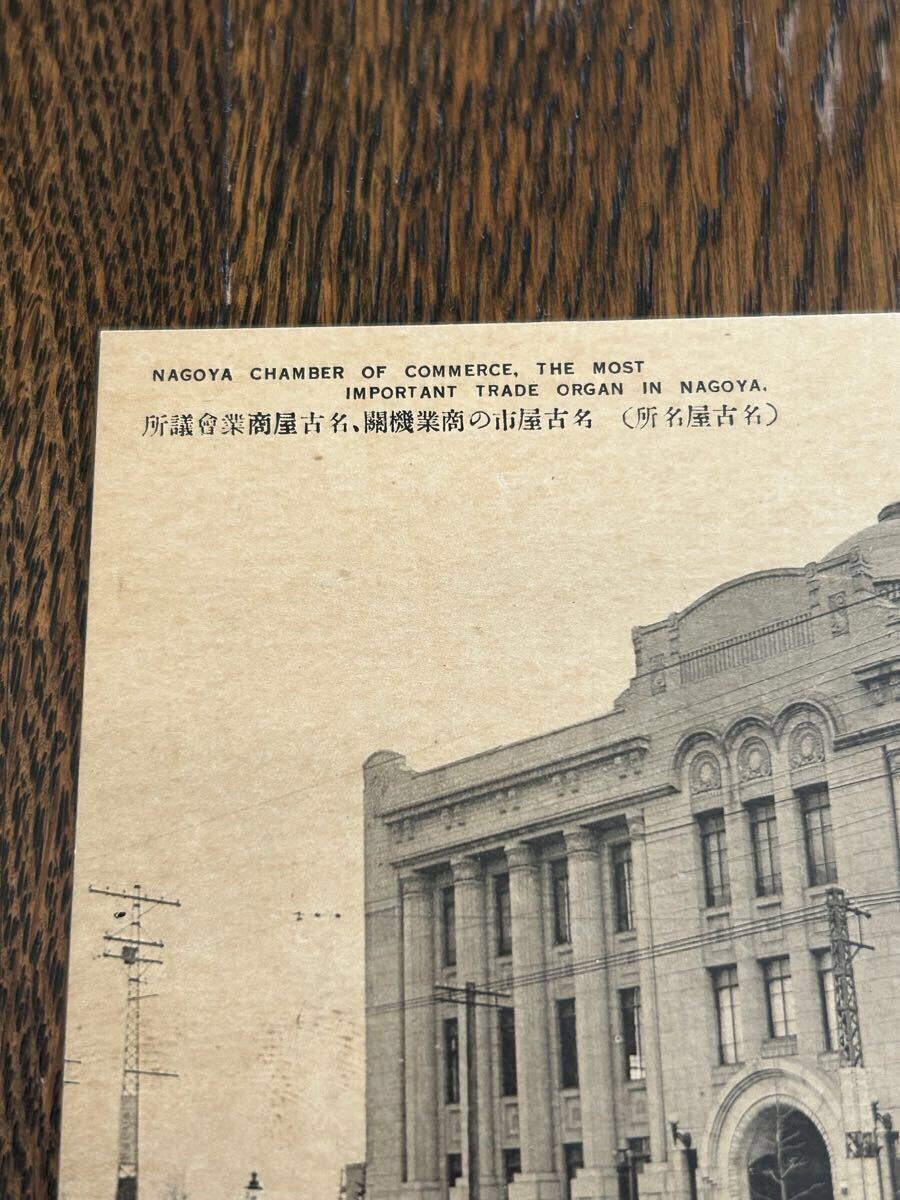 NAGOYA CHAMBER OF COMMERCE, THE MOST
IMPORTANT TRADE ORGAN IN NAGOYA.
（名古屋名所） 名古屋市の商業機關、名古屋商業會議所